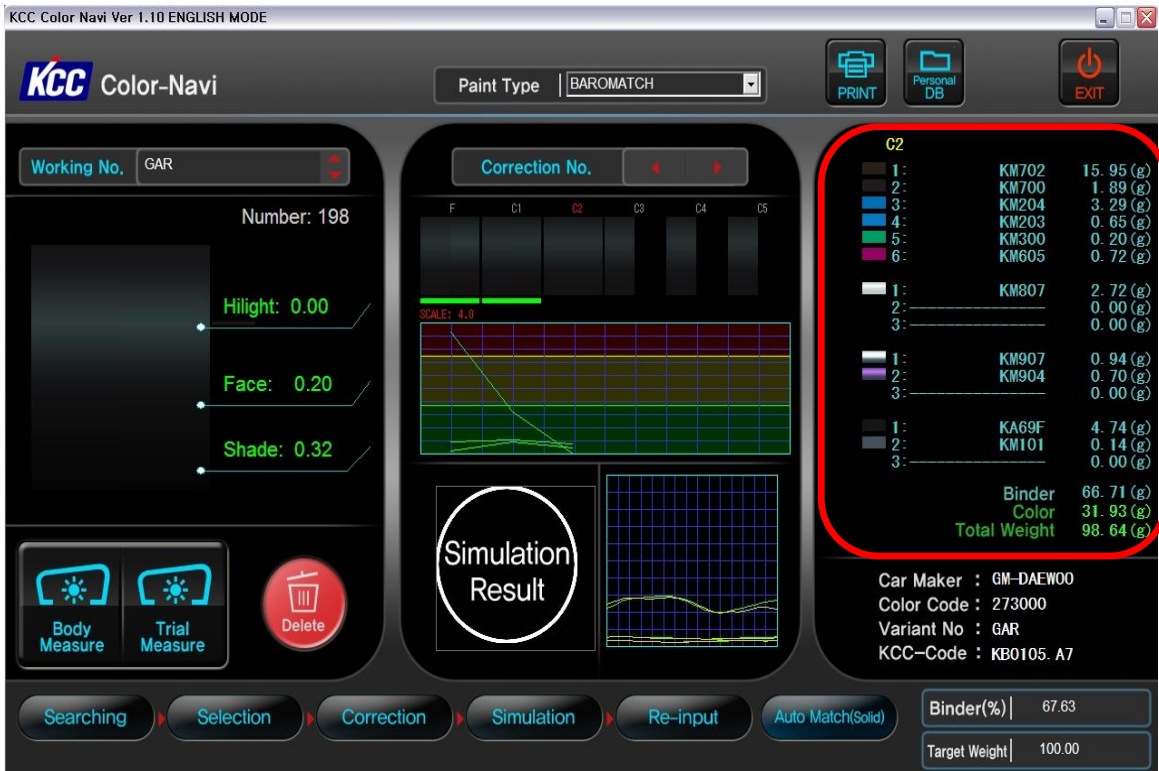 KCC Color Navi Ver 1.10 ENGLISH MODE
KCC Color-Navi
Paint Type BAROMATCH
PRINT
Personal DB
EXIT
Working No. GAR
Number: 198
Hilight: 0.00
Face: 0.20
Shade: 0.32
Body Measure
Trial Measure
Delete
Correction No.
F C1 C2 C3 C4 C5
SCALE: 4.0
Simulation
Result
C2
1: KM702 15.95(g)
2: KM700 1.89(g)
3: KM204 3.29(g)
4: KM203 0.65(g)
5: KM300 0.20(g)
6: KM605 0.72(g)
1: KM807 2.72(g)
2: 0.00(g)
3: 0.00(g)
1: KM907 0.94(g)
2: KM904 0.70(g)
3: 0.00(g)
1: KA69F 4.74(g)
2: KM101 0.14(g)
3: 0.00(g)
Binder 66.71(g)
Color 31.93(g)
Total Weight 98.64(g)
Car Maker : GM-DAEWOO
Color Code : 273000
Variant No : GAR
KCC-Code : KB0105.A7
Searching
Selection
Correction
Simulation
Re-input
Auto Match(Solid)
Binder(%) 67.63
Target Weight 100.00